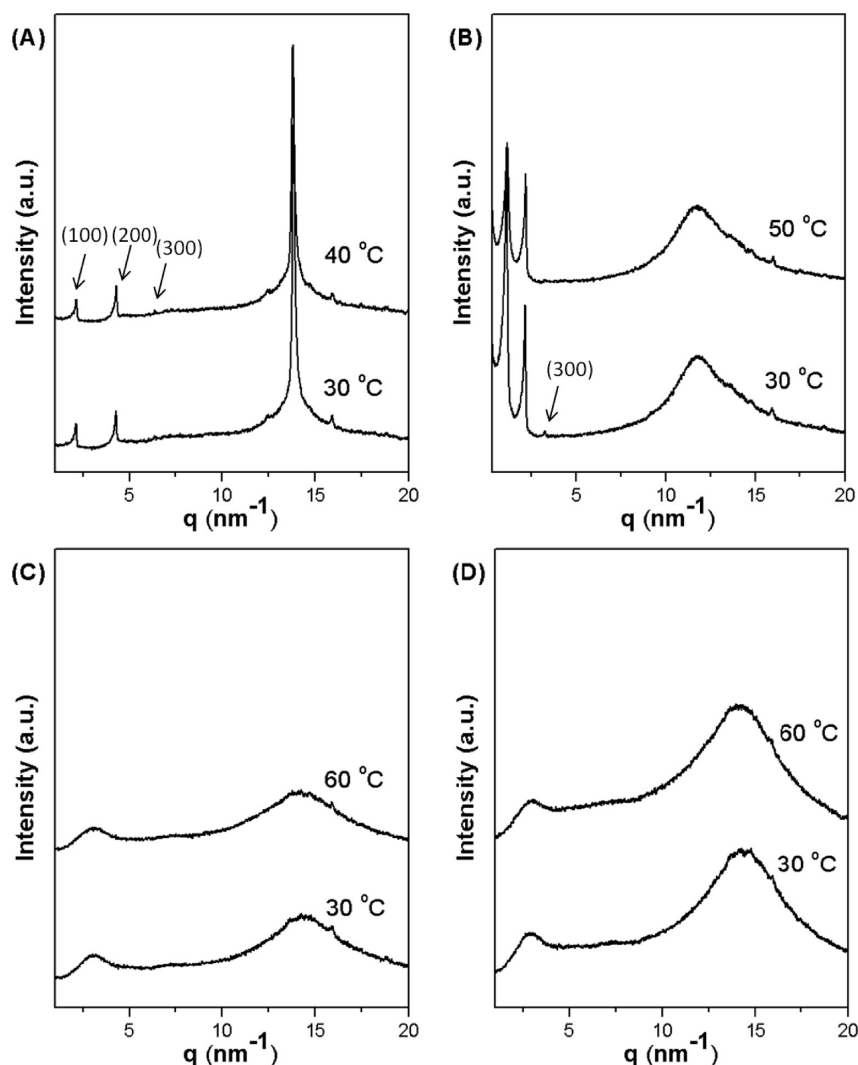 (A)
Intensity (a.u.)
(100)
(200)
(300)
40 °C
30 °C
5
10
15
20
q (nm⁻¹)
(B)
Intensity (a.u.)
50 °C
(300)
30 °C
5
10
15
20
q (nm⁻¹)
(C)
Intensity (a.u.)
60 °C
30 °C
5
10
15
20
q (nm⁻¹)
(D)
Intensity (a.u.)
60 °C
30 °C
5
10
15
20
q (nm⁻¹)